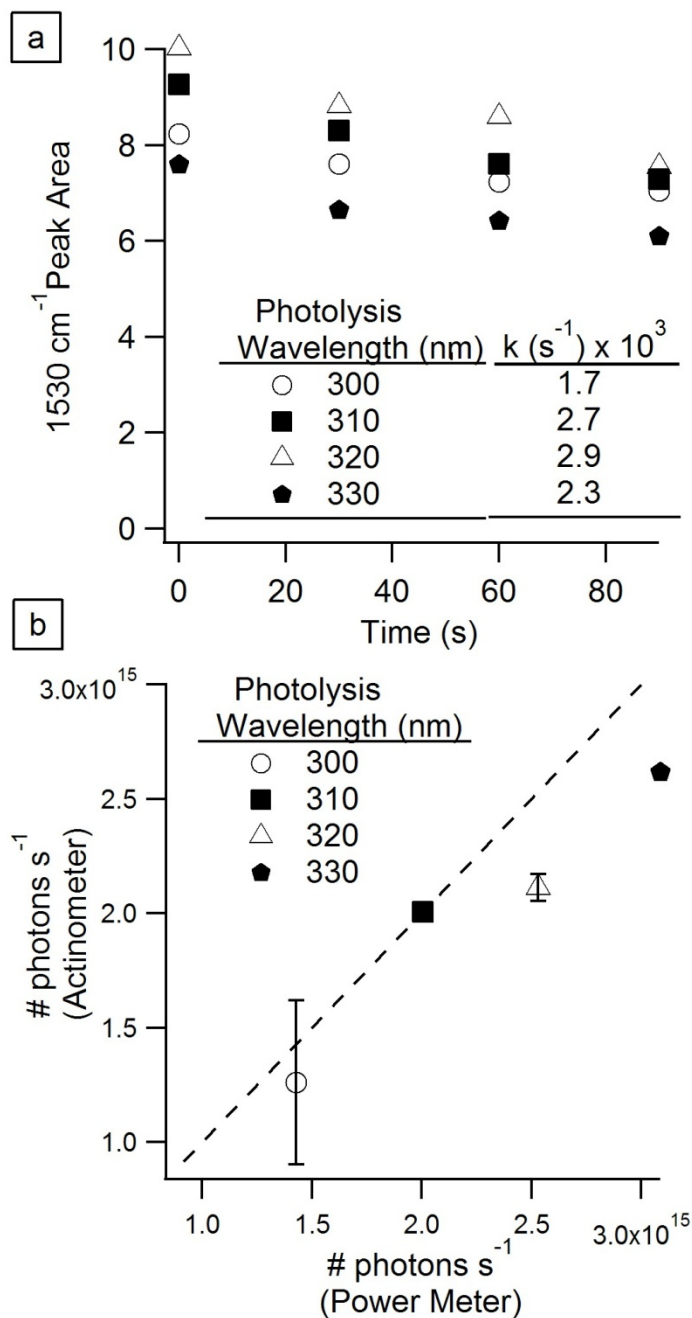 a
10
8
6
4
2
0
1530 cm⁻¹ Peak Area
Photolysis
Wavelength (nm) k (s⁻¹) x 10³
300 1.7
310 2.7
320 2.9
330 2.3
0 20 40 60 80
Time (s)
b
3.0x10¹⁵
2.5
2.0
1.5
1.0
# photons s⁻¹
(Actinometer)
Photolysis
Wavelength (nm)
300
310
320
330
1.0 1.5 2.0 2.5 3.0x10¹⁵
# photons s⁻¹
(Power Meter)